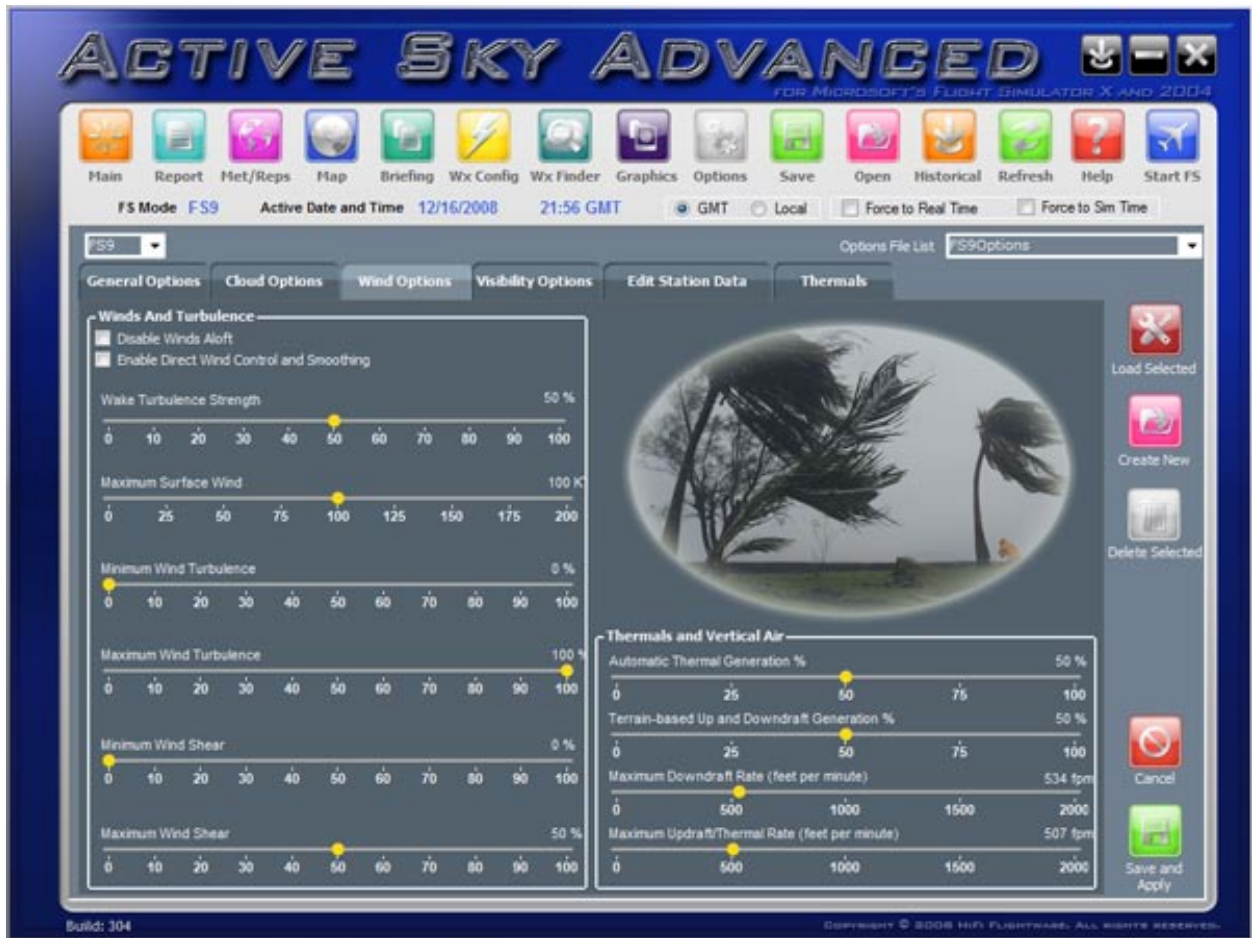 ACTIVE SKY ADVANCED
FOR MICROSOFT'S FLIGHT SIMULATOR X AND 2004
Main Report Met/Reps Map Briefing Wx Config Wx Finder Graphics Options Save Open Historical Refresh Help Start FS
FS Mode FS9 Active Date and Time 12/16/2008 21:56 GMT GMT Local Force to Real Time Force to Sim Time
FS9 Options File List FS9Options
General Options Cloud Options Wind Options Visibility Options Edit Station Data Thermals
Winds And Turbulence
Disable Winds Aloft
Enable Direct Wind Control and Smoothing
Wake Turbulence Strength 50 %
0 10 20 30 40 50 60 70 80 90 100
Maximum Surface Wind 100 KT
0 25 50 75 100 125 150 175 200
Minimum Wind Turbulence 0 %
0 10 20 30 40 50 60 70 80 90 100
Maximum Wind Turbulence 100 %
0 10 20 30 40 50 60 70 80 90 100
Minimum Wind Shear 0 %
0 10 20 30 40 50 60 70 80 90 100
Maximum Wind Shear 50 %
0 10 20 30 40 50 60 70 80 90 100
Thermals and Vertical Air
Automatic Thermal Generation % 50 %
0 25 50 75 100
Terrain-based Up and Downdraft Generation % 50 %
0 25 50 75 100
Maximum Downdraft Rate (feet per minute) 534 fpm
0 500 1000 1500 2000
Maximum Updraft/Thermal Rate (feet per minute) 507 fpm
0 500 1000 1500 2000
Load Selected
Create New
Delete Selected
Cancel
Save and
Apply
Build: 304
COPYRIGHT © 2008 HIFI FLIGHTWARE. ALL RIGHTS RESERVED.